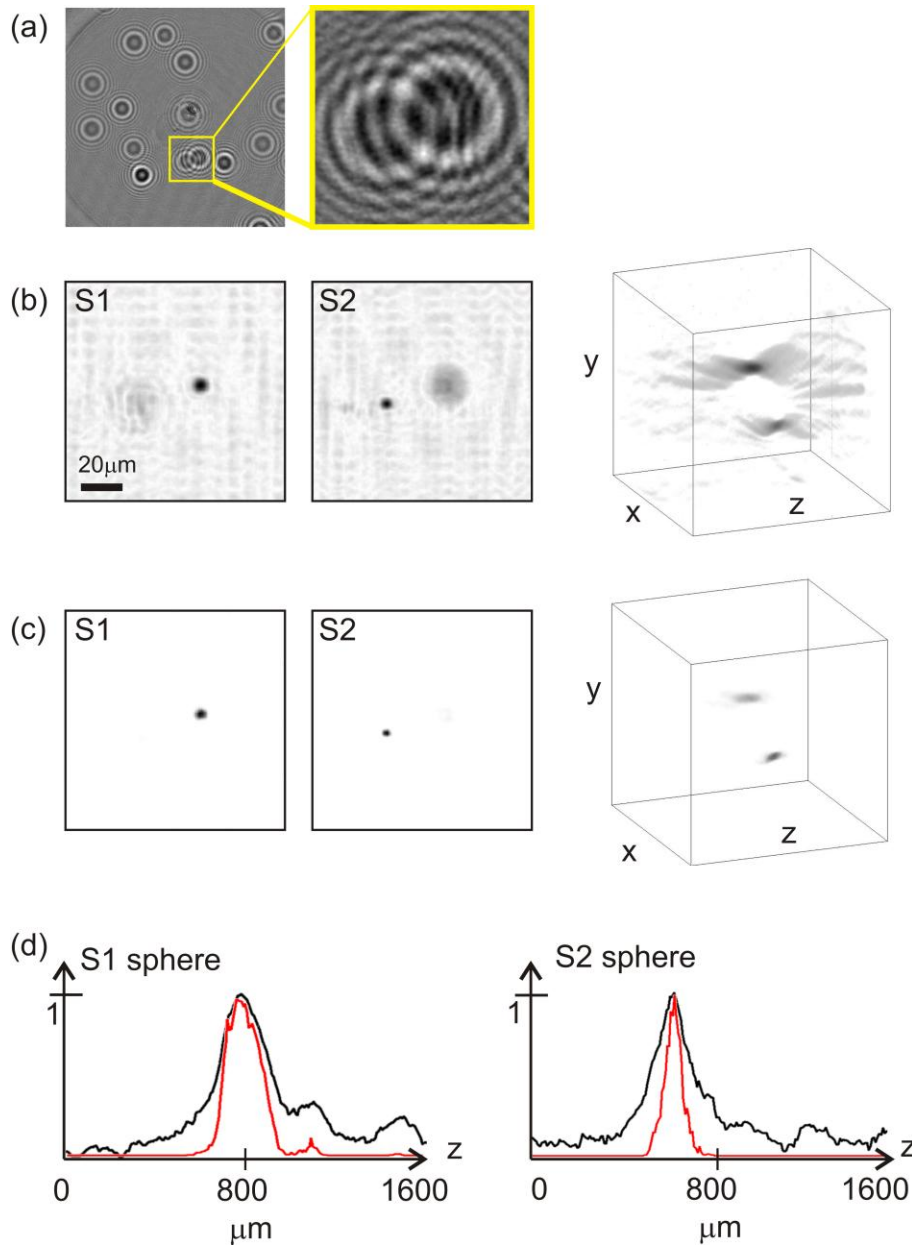 (a)
(b)
S1
20μm
S2
y
x
z
(c)
S1
S2
y
x
z
(d)
S1 sphere
1
z
0
800
1600
μm
S2 sphere
1
z
0
800
1600
μm